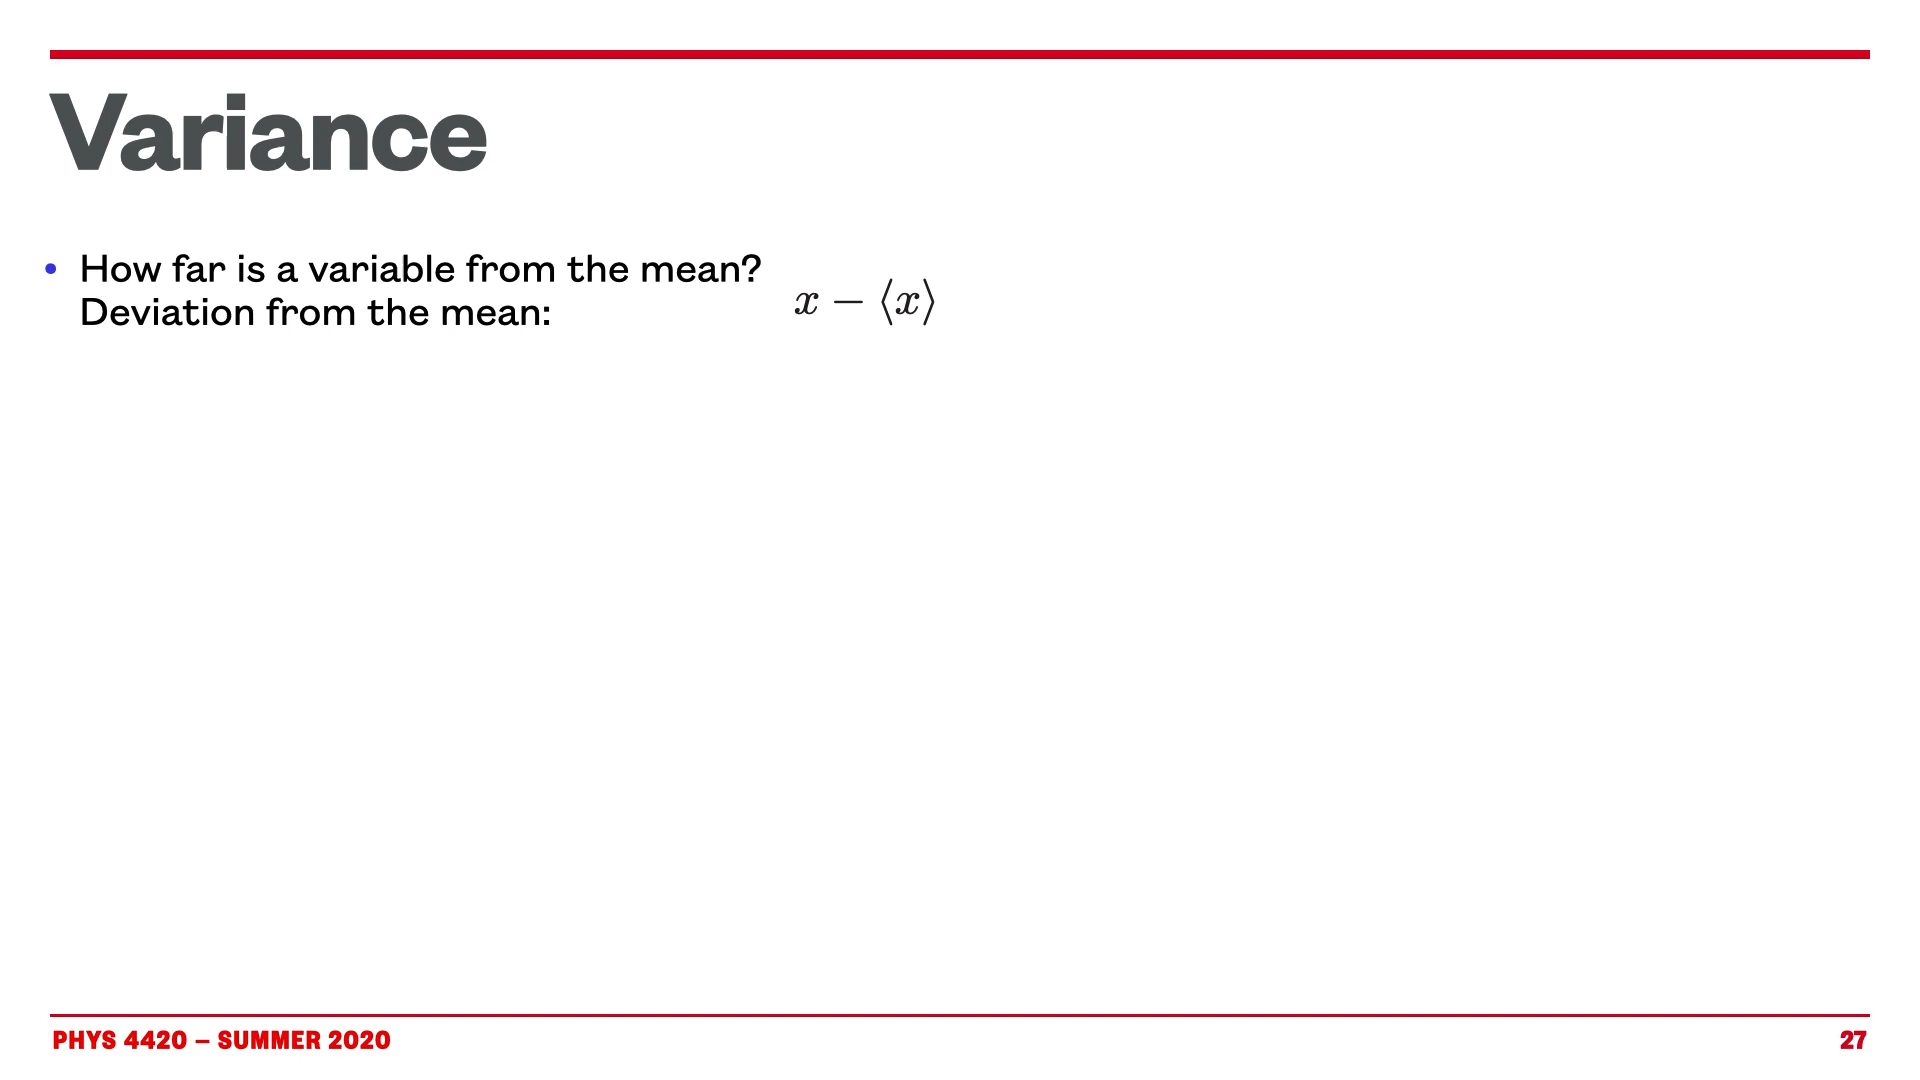 Variance
• How far is a variable from the mean?
Deviation from the mean:
x − ⟨x⟩
PHYS 4420 – SUMMER 2020
27